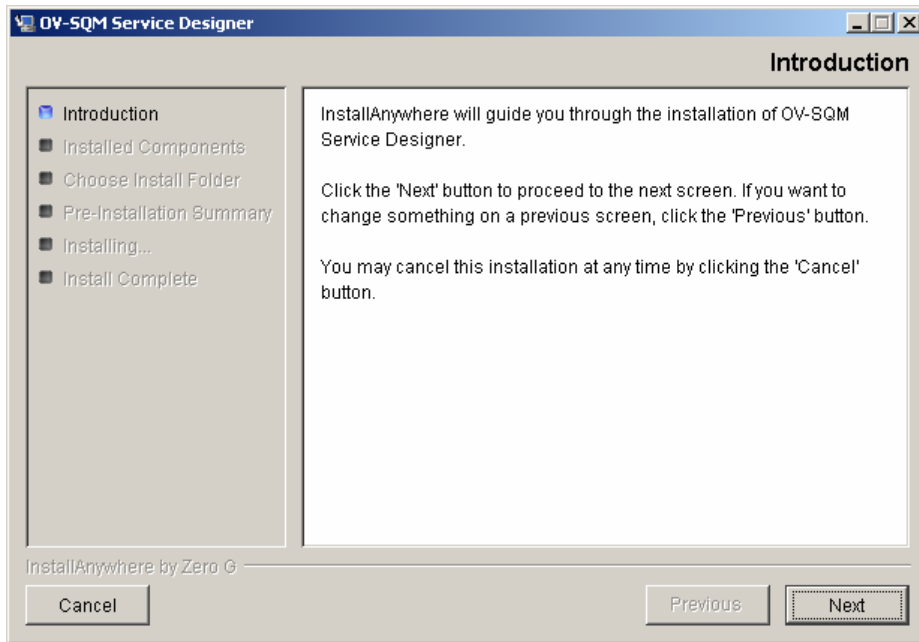 OV-SQM Service Designer
Introduction
Introduction
Installed Components
Choose Install Folder
Pre-Installation Summary
Installing...
Install Complete
InstallAnywhere will guide you through the installation of OV-SQM
Service Designer.
Click the 'Next' button to proceed to the next screen. If you want to
change something on a previous screen, click the 'Previous' button.
You may cancel this installation at any time by clicking the 'Cancel'
button.
InstallAnywhere by Zero G
Cancel
Previous
Next